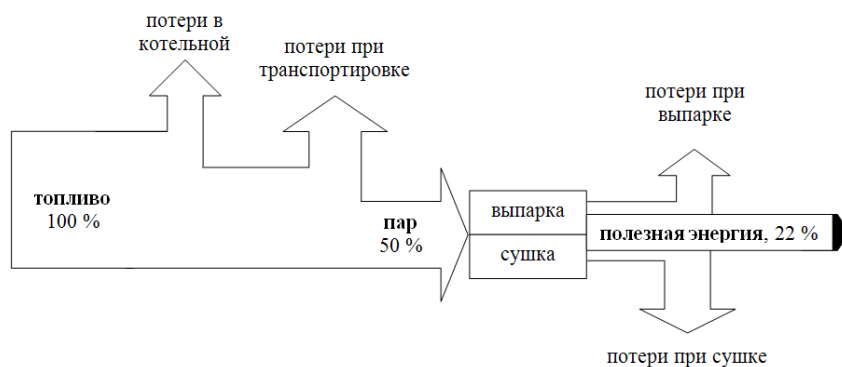 потери в
котельной
потери при
транспортировке
потери при
выпарке
топливо
100 %
пар
50 %
выпарка
сушка
полезная энергия, 22 %
потери при сушке